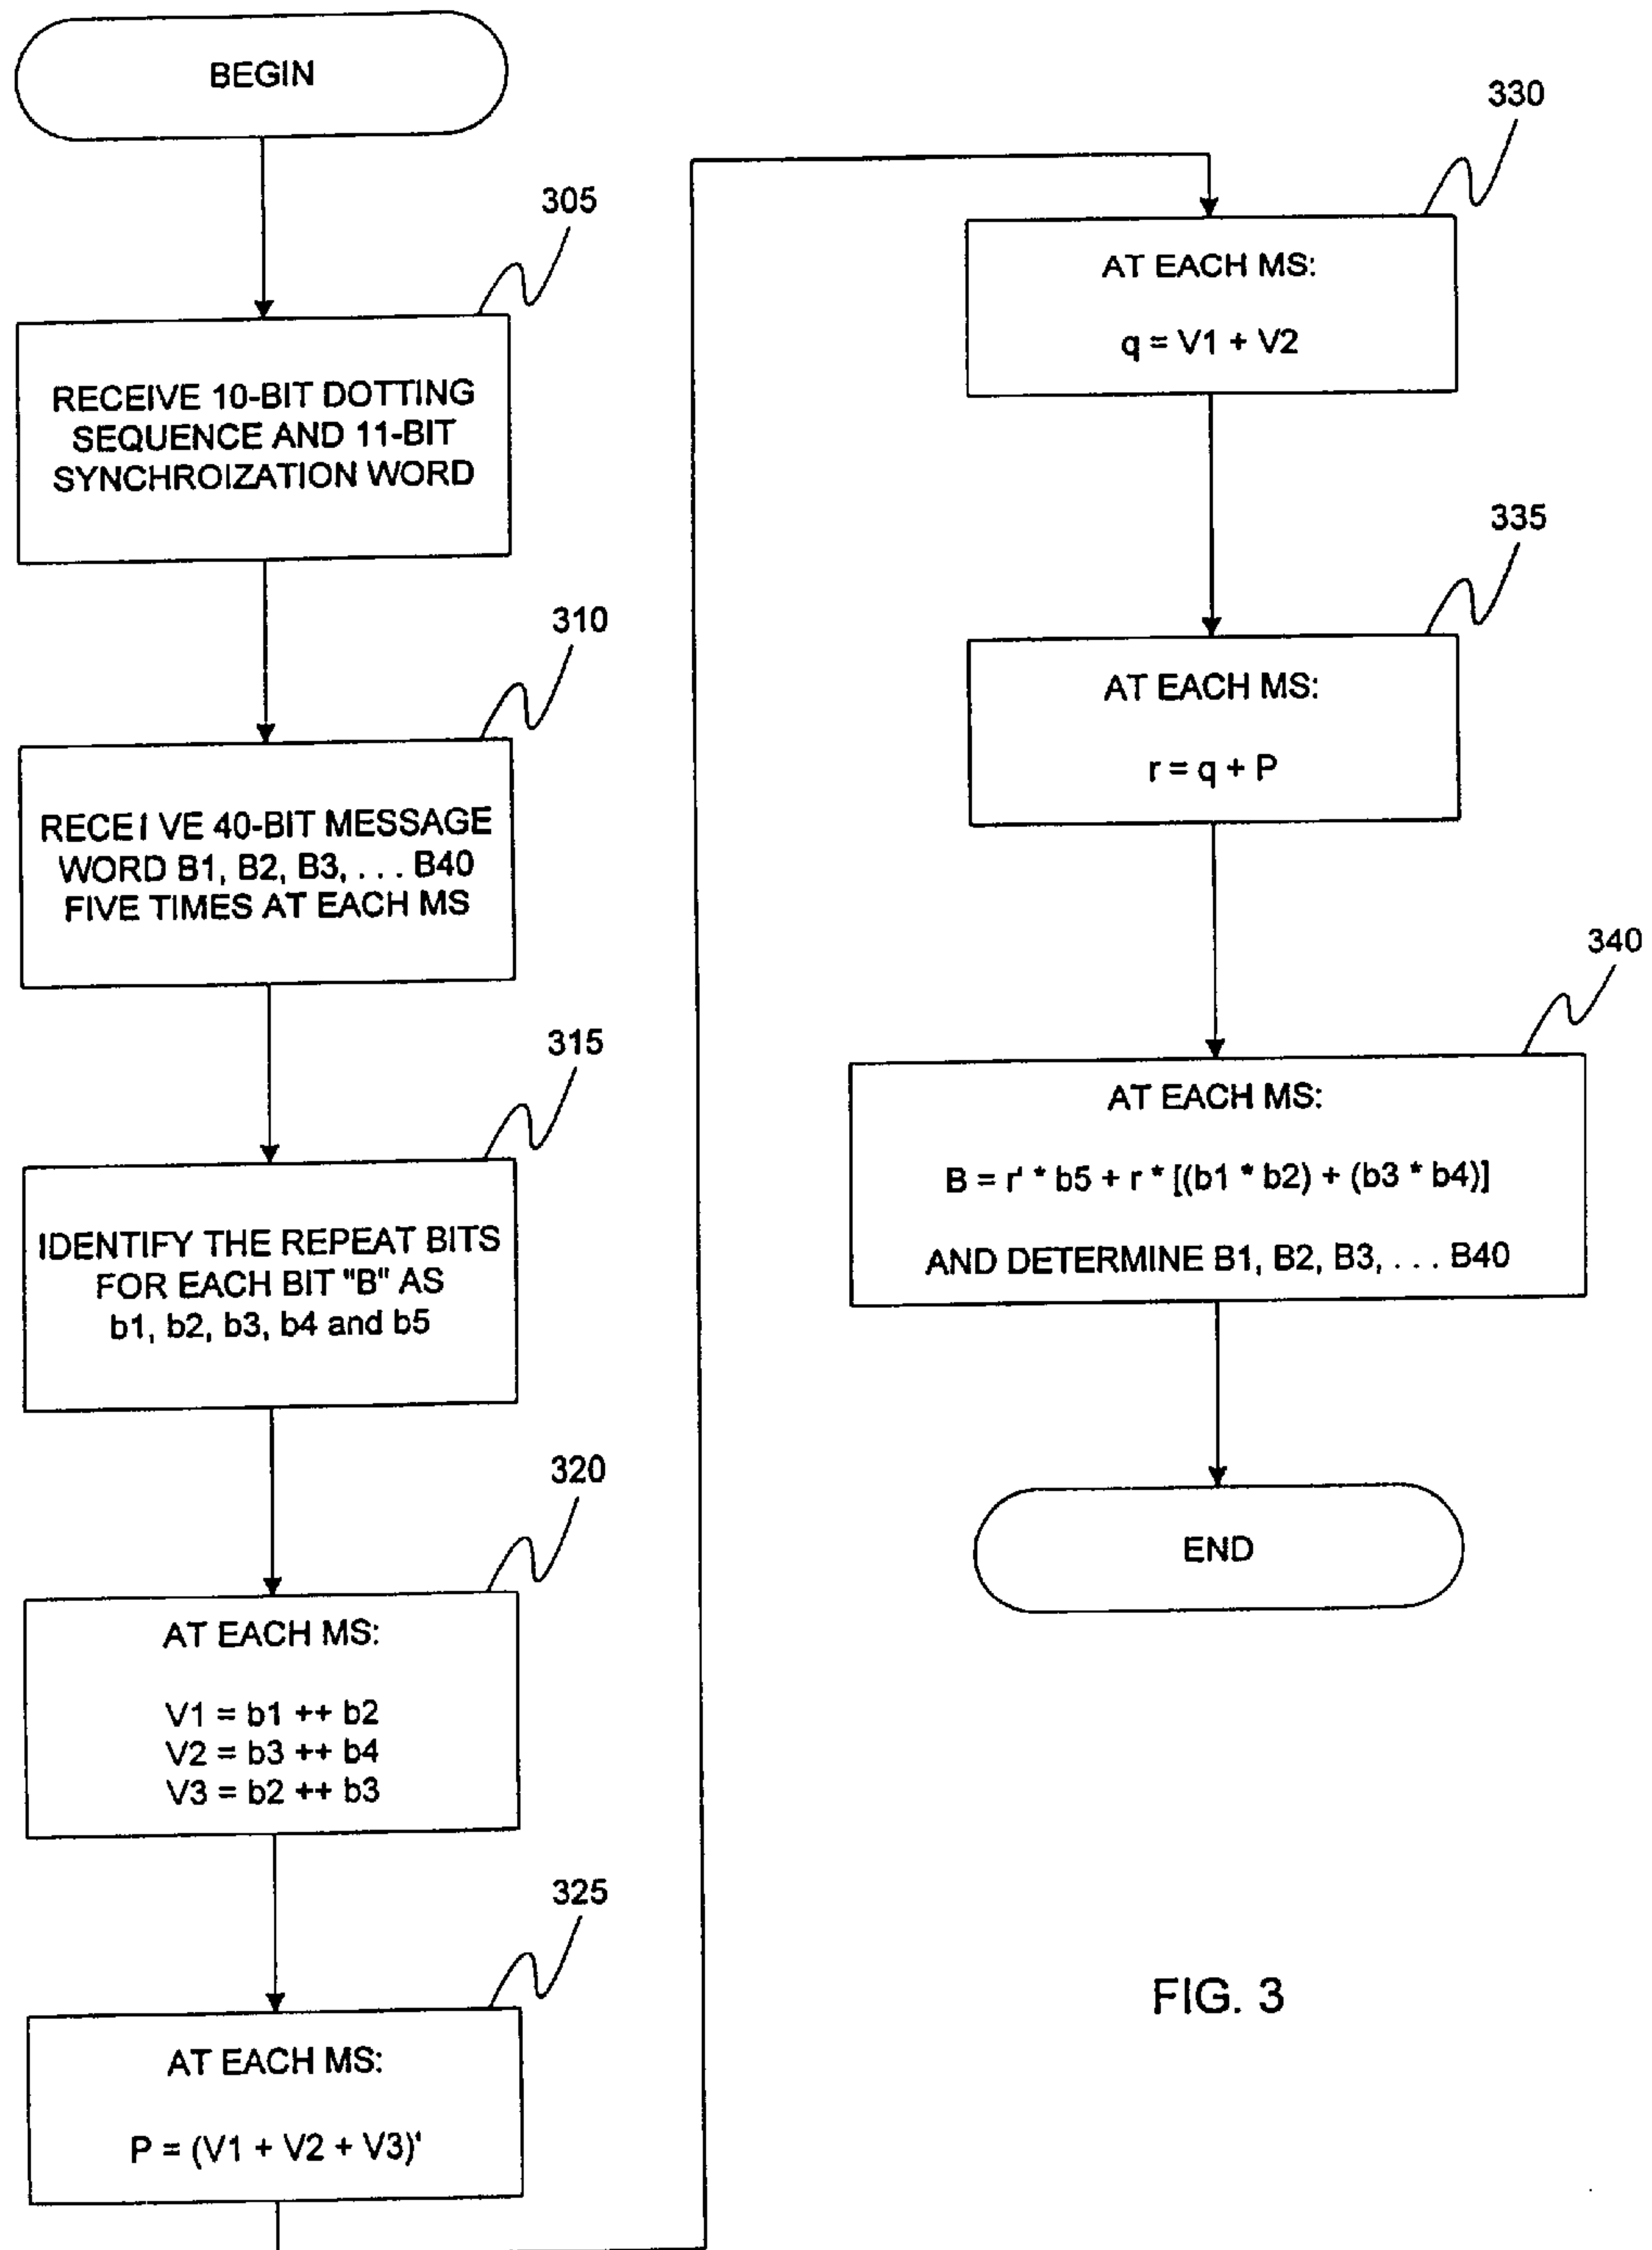 BEGIN
305
RECEIVE 10-BIT DOTTING
SEQUENCE AND 11-BIT
SYNCHROIZATION WORD
310
RECEI VE 40-BIT MESSAGE
WORD B1, B2, B3, . . . B40
FIVE TIMES AT EACH MS
315
IDENTIFY THE REPEAT BITS
FOR EACH BIT "B" AS
b1, b2, b3, b4 and b5
320
AT EACH MS:
V1 = b1 ++ b2
V2 = b3 ++ b4
V3 = b2 ++ b3
325
AT EACH MS:
P = (V1 + V2 + V3)'
330
AT EACH MS:
q = V1 + V2
335
AT EACH MS:
r = q + P
340
AT EACH MS:
B = r' * b5 + r * [(b1 * b2) + (b3 * b4)]
AND DETERMINE B1, B2, B3, . . . B40
END
FIG. 3